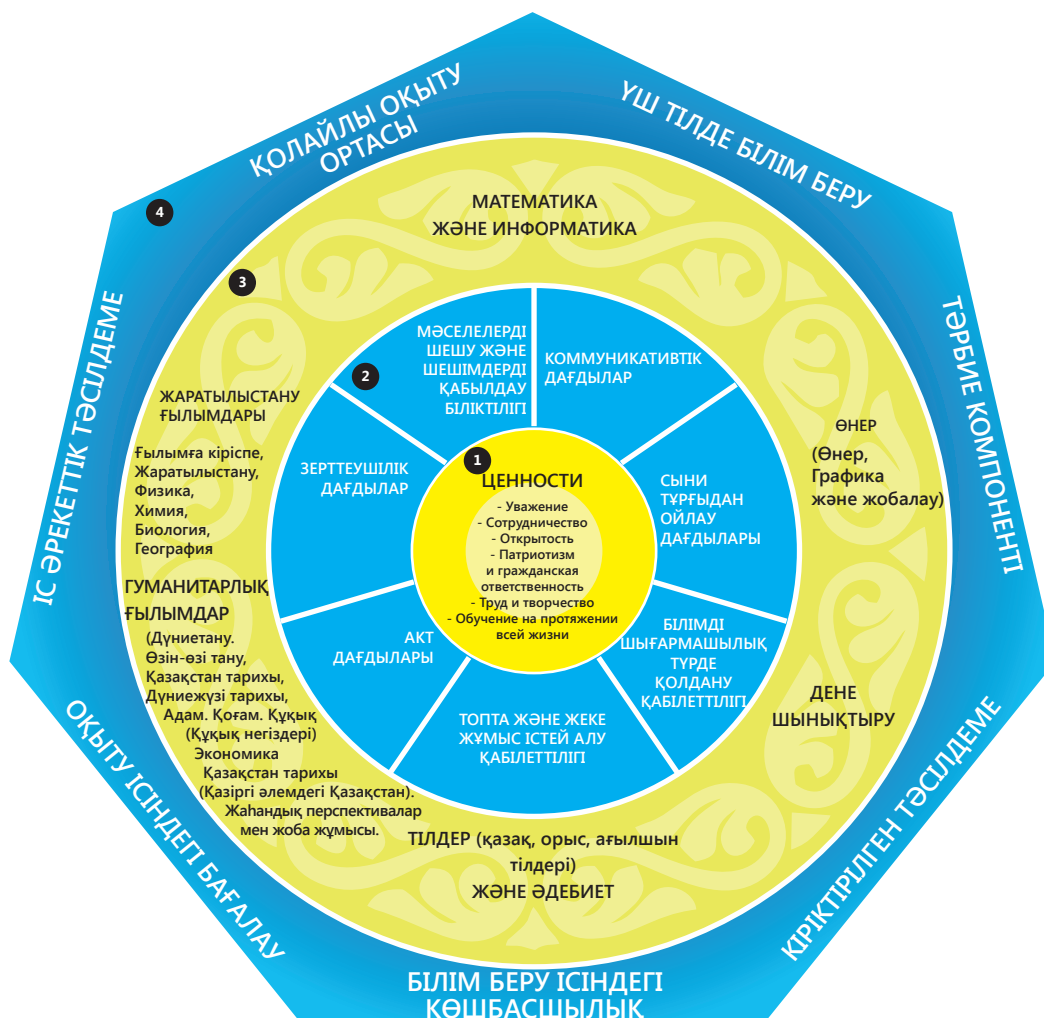 ҚОЛАЙЛЫ ОҚЫТУ
ОРТАСЫ
ҮШ ТІЛДЕ БІЛІМ БЕРУ
ТӘРБИЕ КОМПОНЕНТІ
КІРІКТІРІЛГЕН ТӘСІЛДЕМЕ
БІЛІМ БЕРУ ІСІНДЕГІ
КӨШБАСШЫЛЫҚ
ОҚЫТУ ІСІНДЕГІ БАҒАЛАУ
ІС ӘРЕКЕТТІК ТӘСІЛДЕМЕ
4
3
МАТЕМАТИКА
ЖӘНЕ ИНФОРМАТИКА
ӨНЕР
(Өнер,
Графика
және жобалау)
ДЕНЕ
ШЫНЫҚТЫРУ
ТІЛДЕР (қазақ, орыс, ағылшын
тілдері)
ЖӘНЕ ӘДЕБИЕТ
ЖАРАТЫЛЫСТАНУ
ҒЫЛЫМДАРЫ
Ғылымға кіріспе,
Жаратылыстану,
Физика,
Химия,
Биология,
География
ГУМАНИТАРЛЫҚ
ҒЫЛЫМДАР
(Дүниетану.
Өзін-өзі тану,
Қазақстан тарихы,
Дүниежүзі тарихы,
Адам. Қоғам. Құқық
(Құқық негіздері)
Экономика
Қазақстан тарихы
(Қазіргі әлемдегі Қазақстан).
Жаһандық перспективалар
мен жоба жұмысы.
2
МӘСЕЛЕЛЕРДІ
ШЕШУ ЖӘНЕ
ШЕШІМДЕРДІ
ҚАБЫЛДАУ
БІЛІКТІЛІГІ
КОММУНИКАТИВТІК
ДАҒДЫЛАР
СЫНИ
ТҰРҒЫДАН
ОЙЛАУ
ДАҒДЫЛАРЫ
БІЛІМДІ
ШЫҒАРМАШЫЛЫҚ
ТҮРДЕ
ҚОЛДАНУ
ҚАБІЛЕТТІЛІГІ
ТОПТА ЖӘНЕ ЖЕКЕ
ЖҰМЫС ІСТЕЙ АЛУ
ҚАБІЛЕТТІЛІГІ
АКТ
ДАҒДЫЛАРЫ
ЗЕРТТЕУШІЛІК
ДАҒДЫЛАР
1
ЦЕННОСТИ
- Уважение
- Сотрудничество
- Открытость
- Патриотизм
и гражданская
ответственность
- Труд и творчество
- Обучение на протяжении
всей жизни